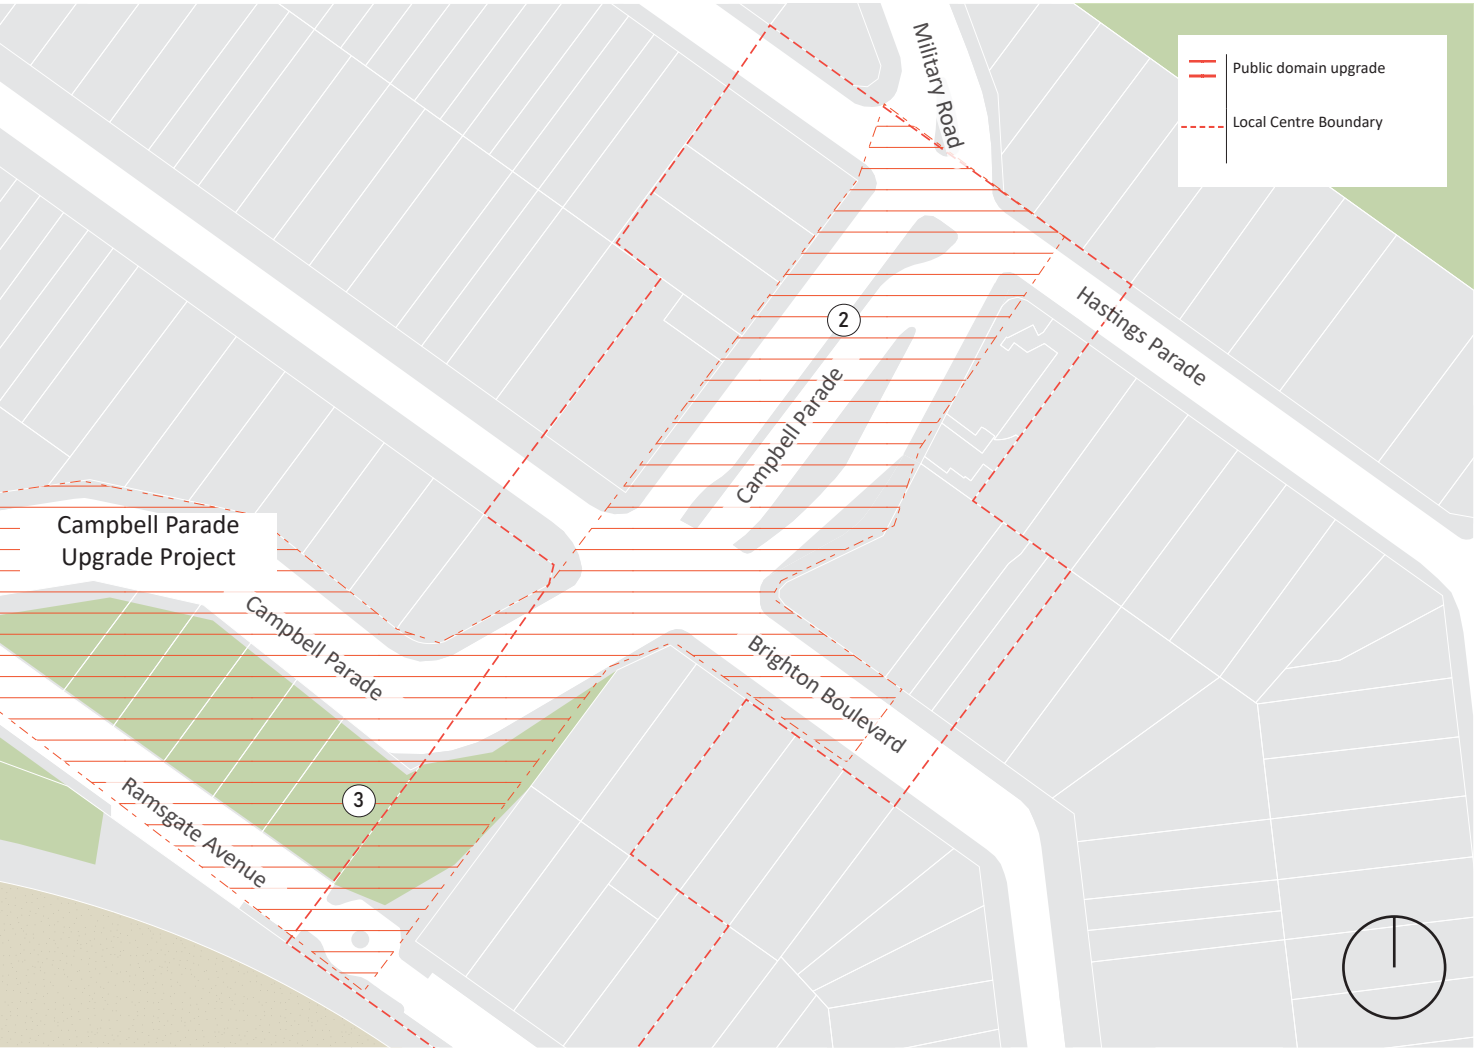 Military Road
Public domain upgrade
Local Centre Boundary
Hastings Parade
2
Campbell Parade
Campbell Parade
Upgrade Project
Campbell Parade
Brighton Boulevard
3
Ramsgate Avenue